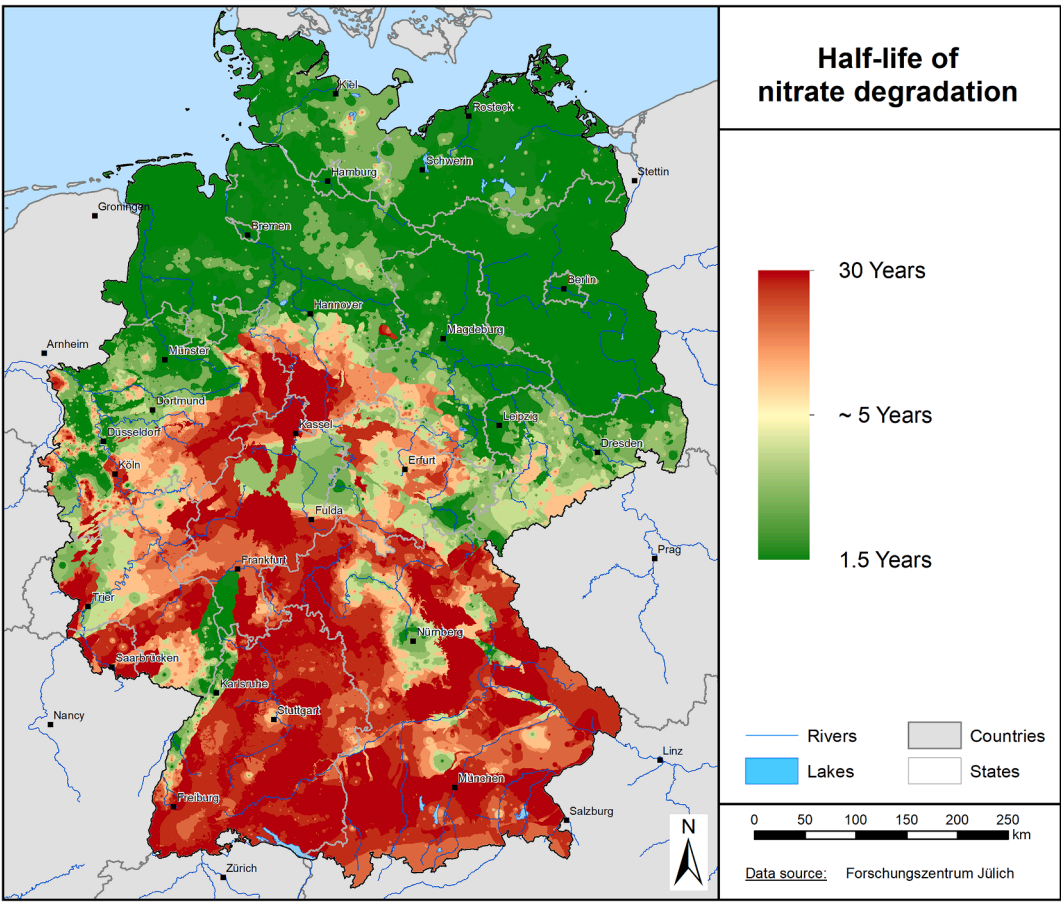 Half-life of
nitrate degradation
Kiel
Rostock
Schwerin
Hamburg
Stettin
Groningen
Bremen
Berlin
Hannover
Magdeburg
Arnheim
Münster
Dortmund
Leipzig
Düsseldorf
Kassel
Dresden
Köln
Erfurt
Fulda
Frankfurt
Prag
Trier
Nürnberg
Saarbrücken
Karlsruhe
Nancy
Stuttgart
Linz
München
Freiburg
Salzburg
Zürich
N
30 Years
~ 5 Years
1.5 Years
Rivers
Countries
Lakes
States
0 50 100 150 200 250
km
Data source: Forschungszentrum Jülich